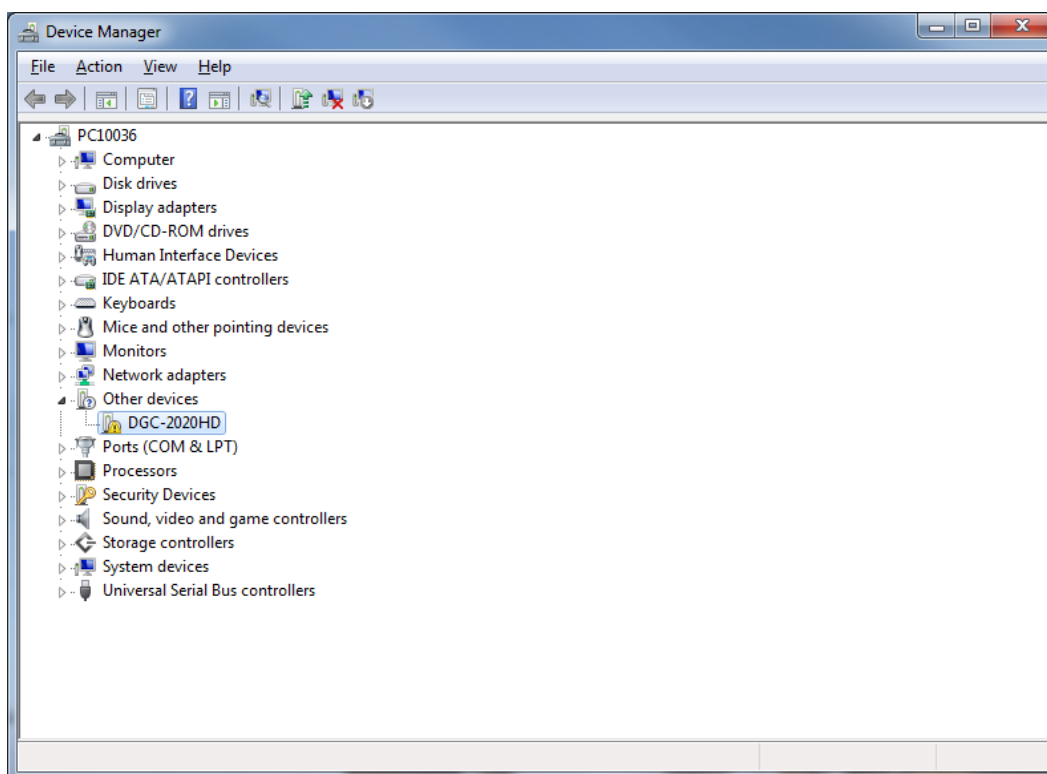 Device Manager
File Action View Help
PC10036
Computer
Disk drives
Display adapters
DVD/CD-ROM drives
Human Interface Devices
IDE ATA/ATAPI controllers
Keyboards
Mice and other pointing devices
Monitors
Network adapters
Other devices
DGC-2020HD
Ports (COM & LPT)
Processors
Security Devices
Sound, video and game controllers
Storage controllers
System devices
Universal Serial Bus controllers